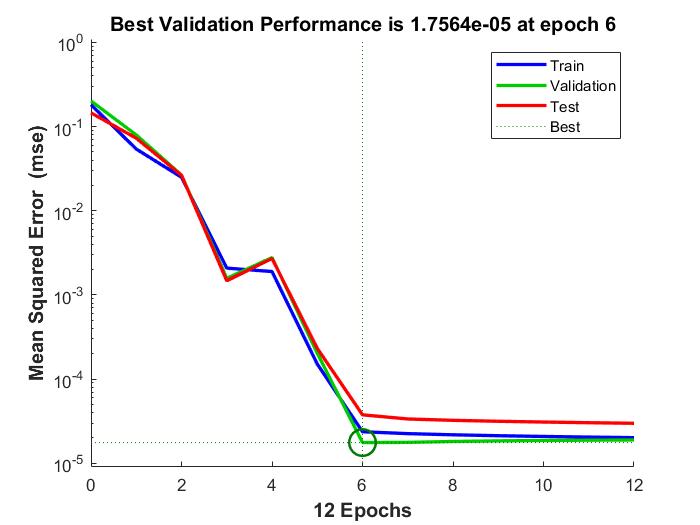 Best Validation Performance is 1.7564e-05 at epoch 6
Mean Squared Error (mse)
10^0
10^-1
10^-2
10^-3
10^-4
10^-5
Train
Validation
Test
Best
0 2 4 6 8 10 12
12 Epochs